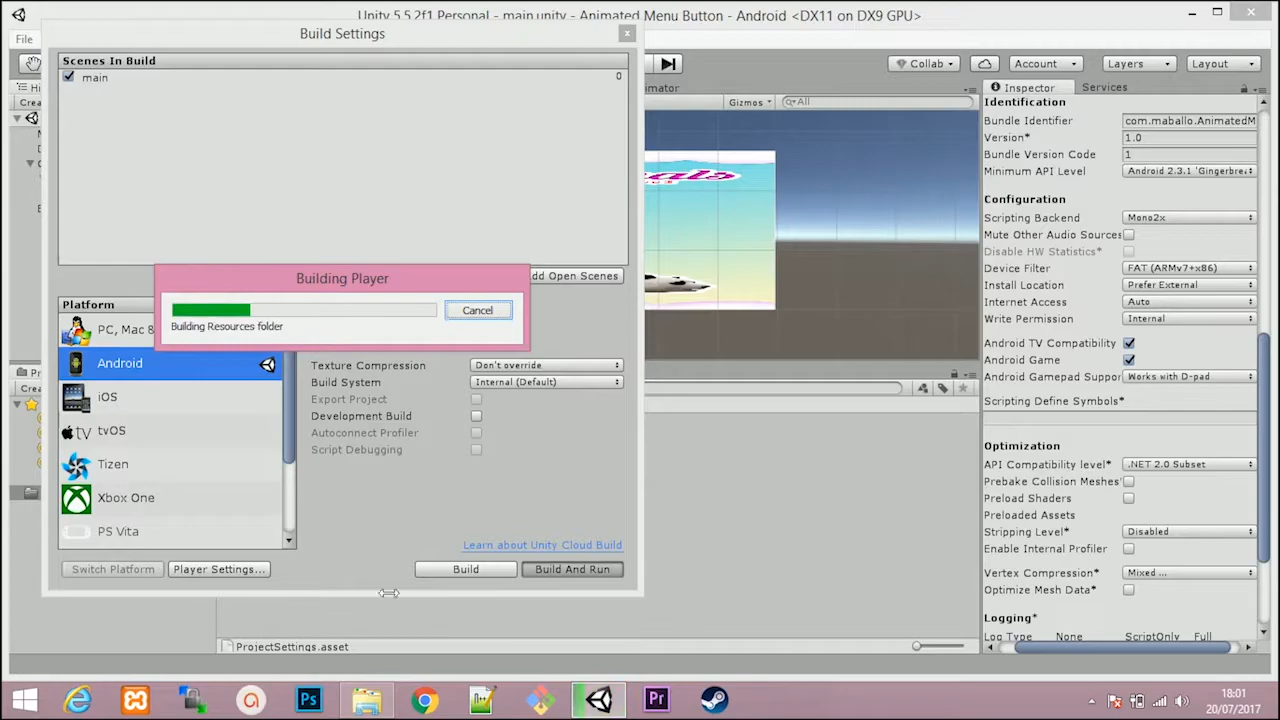 Unity 5.5.2f1 Personal - main.unity - Animated Menu Button - Android <DX11 on DX9 GPU>
Build Settings
File
Scenes In Build
main 0
Collab
Account
Layers
Layout
Inspector
Services
Gizmos
All
Identification
Bundle Identifier com.maballo.AnimatedM
Version* 1.0
Bundle Version Code 1
Minimum API Level Android 2.3.1 'Gingerbre
Configuration
Scripting Backend Mono2x
Mute Other Audio Sources
Disable HW Statistics*
Device Filter FAT (ARMv7+x86)
Install Location Prefer External
Internet Access Auto
Write Permission Internal
Android TV Compatibility
Android Game
Android Gamepad Suppor Works with D-pad
Scripting Define Symbols*
Optimization
API Compatibility level* .NET 2.0 Subset
Prebake Collision Meshes*
Preload Shaders
Preloaded Assets
Stripping Level* Disabled
Enable Internal Profiler
Vertex Compression* Mixed ...
Optimize Mesh Data*
Logging*
Log Type None ScriptOnly Full
dd Open Scenes
Building Player
Cancel
Building Resources folder
Platform
PC, Mac &
Android
iOS
tvOS
Tizen
Xbox One
PS Vita
Texture Compression Don't override
Build System Internal (Default)
Export Project
Development Build
Autoconnect Profiler
Script Debugging
Learn about Unity Cloud Build
Switch Platform
Player Settings...
Build
Build And Run
ProjectSettings.asset
18:01
20/07/2017